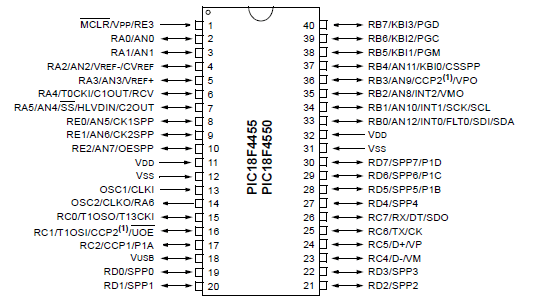 MCLR/VPP/RE3 1 40 RB7/KBI3/PGD
RA0/AN0 2 39 RB6/KBI2/PGC
RA1/AN1 3 38 RB5/KBI1/PGM
RA2/AN2/VREF-/CVREF 4 37 RB4/AN11/KBI0/CSSPP
RA3/AN3/VREF+ 5 36 RB3/AN9/CCP2(1)/VPO
RA4/T0CKI/C1OUT/RCV 6 35 RB2/AN8/INT2/VMO
RA5/AN4/SS/HLVDIN/C2OUT 7 34 RB1/AN10/INT1/SCK/SCL
RE0/AN5/CK1SPP 8 33 RB0/AN12/INT0/FLT0/SDI/SDA
RE1/AN6/CK2SPP 9 32 VDD
RE2/AN7/OESPP 10 31 VSS
VDD 11 30 RD7/SPP7/P1D
VSS 12 29 RD6/SPP6/P1C
OSC1/CLKI 13 28 RD5/SPP5/P1B
OSC2/CLKO/RA6 14 27 RD4/SPP4
RC0/T1OSO/T13CKI 15 26 RC7/RX/DT/SDO
RC1/T1OSI/CCP2(1)/UOE 16 25 RC6/TX/CK
RC2/CCP1/P1A 17 24 RC5/D+/VP
VUSB 18 23 RC4/D-/VM
RD0/SPP0 19 22 RD3/SPP3
RD1/SPP1 20 21 RD2/SPP2
PIC18F4455
PIC18F4550